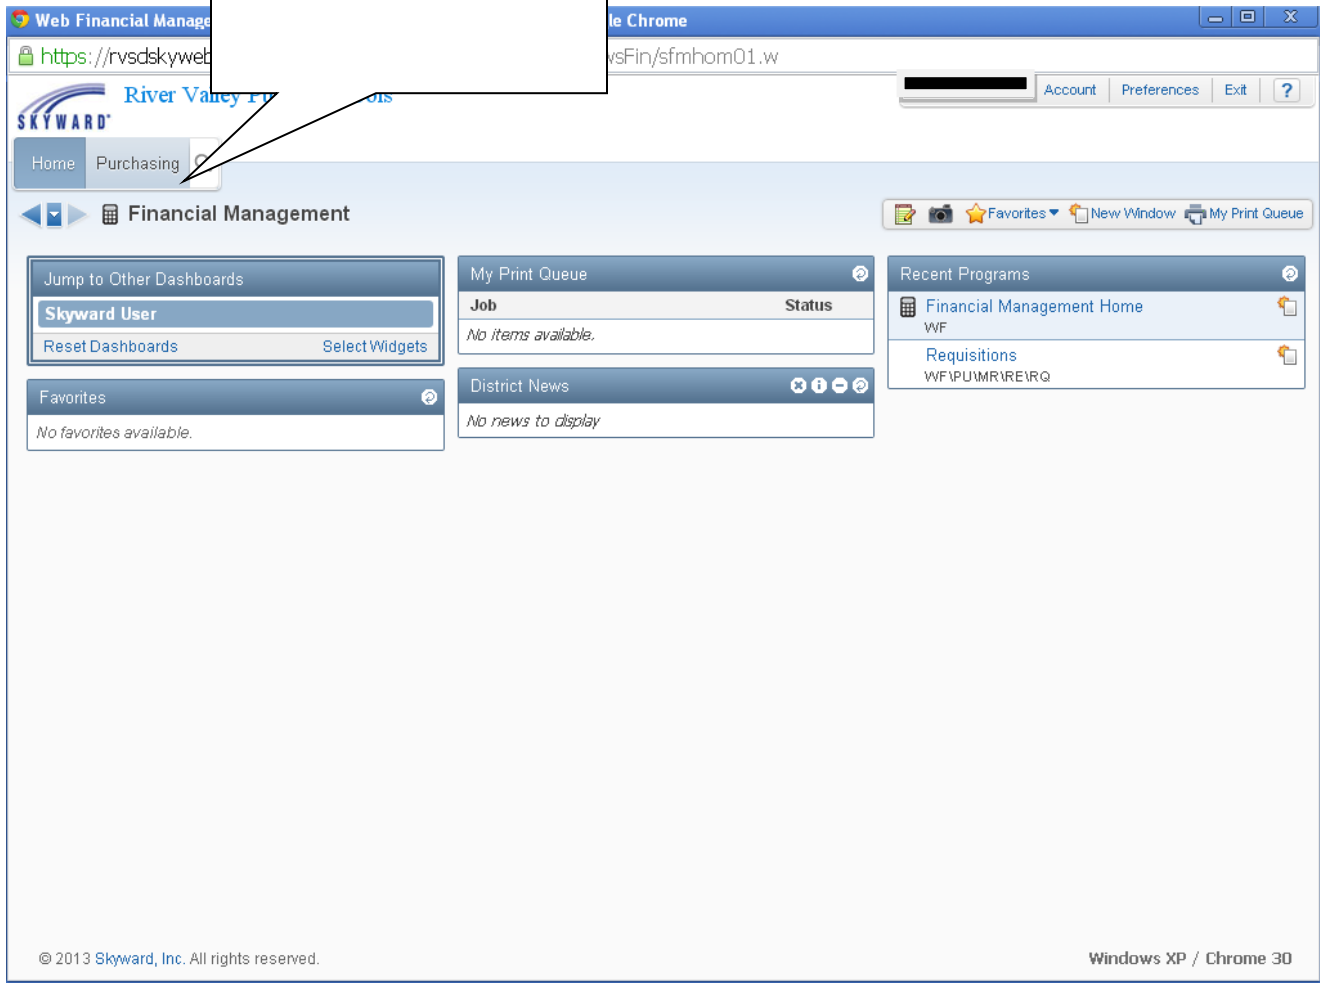 Web Financial Manage le Chrome
https://rvsdskyweb vsFin/sfmhom01.w
River Valley Pu ols
Account Preferences Exit ?
SKYWARD
Home Purchasing
Financial Management
Favorites New Window My Print Queue
Jump to Other Dashboards
Skyward User
Reset Dashboards Select Widgets
Favorites
No favorites available.
My Print Queue
Job Status
No items available.
District News
No news to display
Recent Programs
Financial Management Home
WF
Requisitions
WF\PU\MR\RE\RQ
© 2013 Skyward, Inc. All rights reserved.
Windows XP / Chrome 30